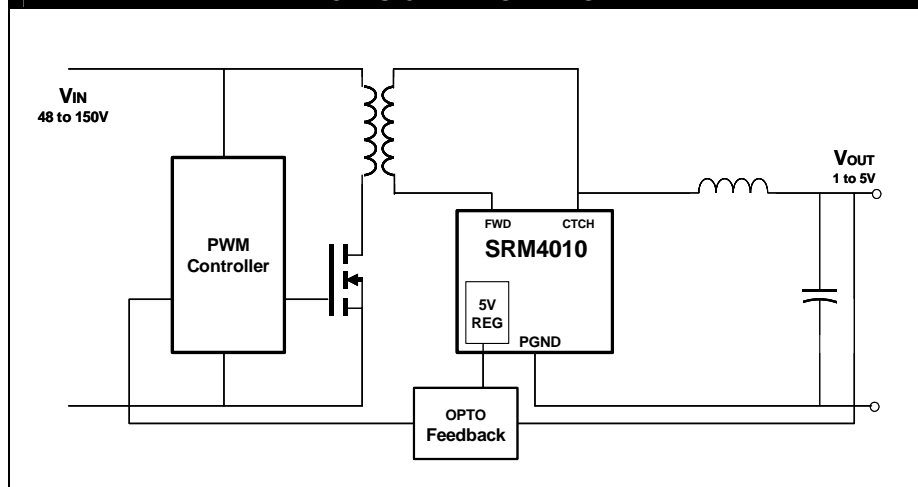 VIN
48 to 150V
PWM
Controller
FWD
CTCH
SRM4010
5V
REG
PGND
OPTO
Feedback
VOUT
1 to 5V